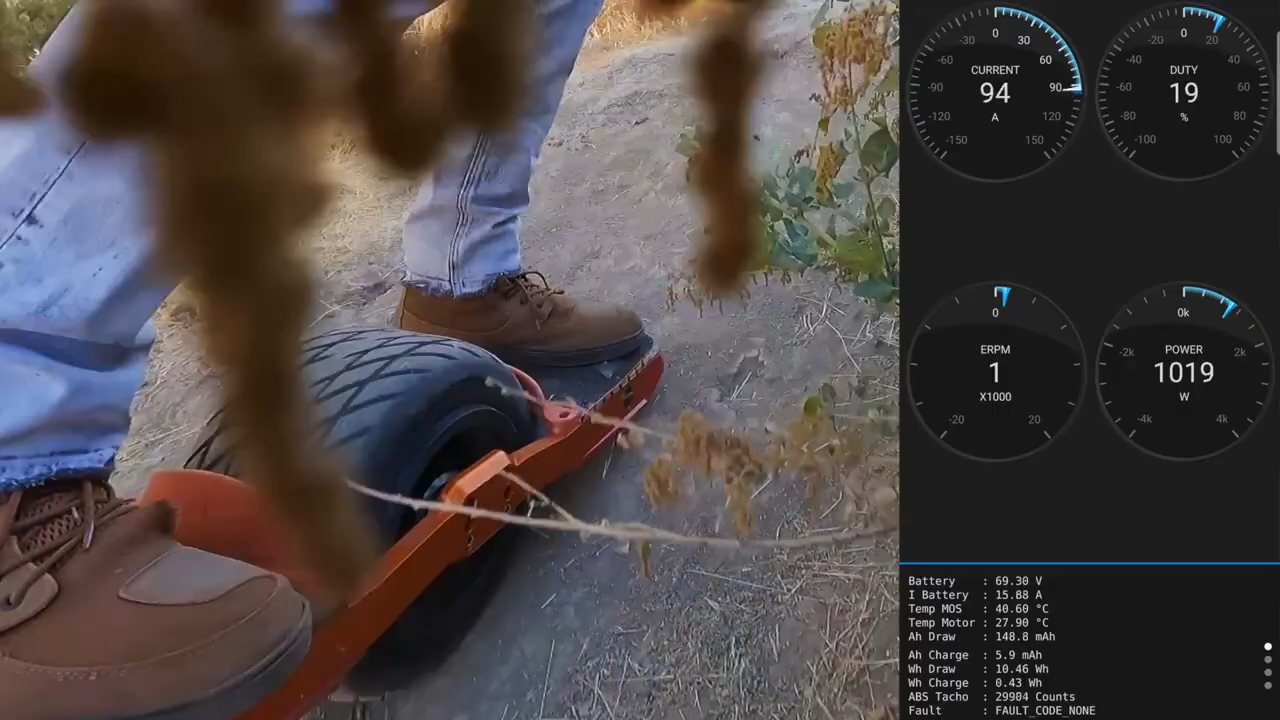 CURRENT
94
A
-150
-120
-90
-60
-30
0
30
60
90
120
150
DUTY
19
%
-100
-80
-60
-40
-20
0
20
40
60
80
100
ERPM
1
X1000
-20
0
20
POWER
1019
W
-4k
-2k
0k
2k
4k
Battery : 69.30 V
I Battery : 15.88 A
Temp MOS : 40.60 °C
Temp Motor : 27.90 °C
Ah Draw : 148.8 mAh
Ah Charge : 5.9 mAh
Wh Draw : 10.46 Wh
Wh Charge : 0.43 Wh
ABS Tacho : 29904 Counts
Fault : FAULT_CODE_NONE